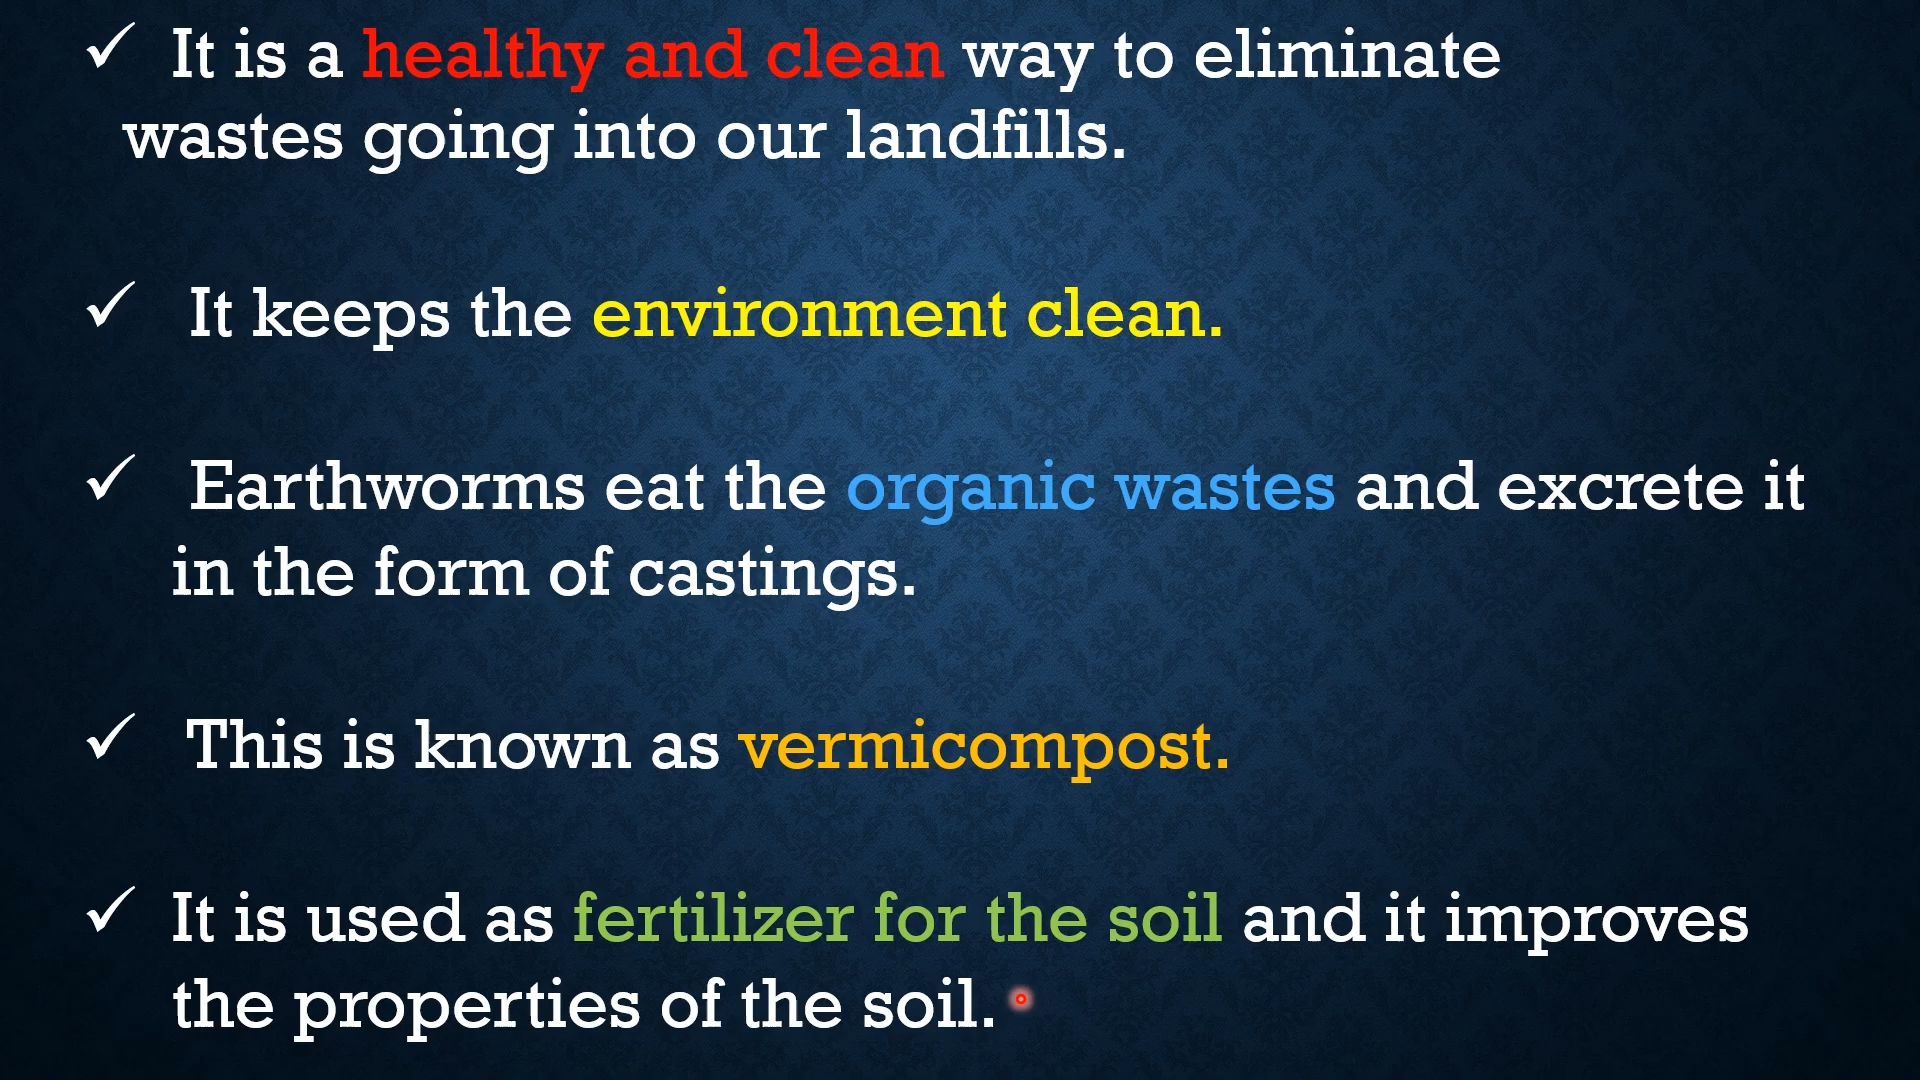 ✓ It is a healthy and clean way to eliminate
wastes going into our landfills.
✓ It keeps the environment clean.
✓ Earthworms eat the organic wastes and excrete it
in the form of castings.
✓ This is known as vermicompost.
✓ It is used as fertilizer for the soil and it improves
the properties of the soil.